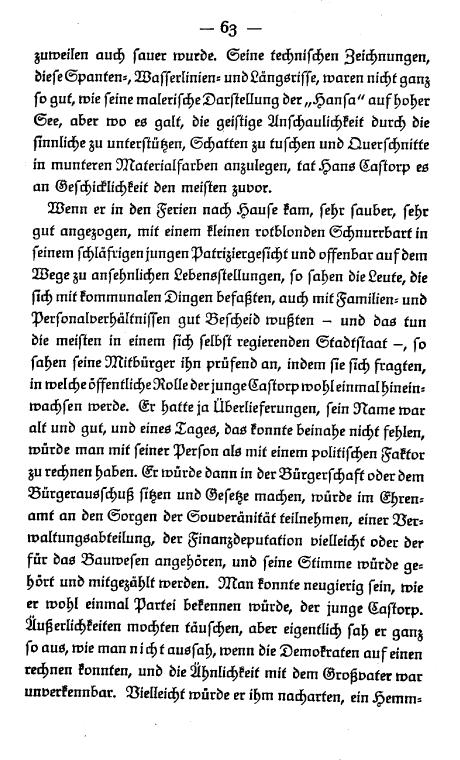 — 63 —
zuweilen auch sauer wurde. Seine technischen Zeichnungen,
diese Spanten-, Wasserlinien- und Längsrisse, waren nicht ganz
so gut, wie seine malerische Darstellung der „Hansa" auf hoher
See, aber wo es galt, die geistige Anschaulichkeit durch die
sinnliche zu unterstützen, Schatten zu tuschen und Querschnitte
in munteren Materialfarben anzulegen, tat Hans Castorp es
an Geschicklichkeit den meisten zuvor.
Wenn er in den Ferien nach Hause kam, sehr sauber, sehr
gut angezogen, mit einem kleinen rotblonden Schnurrbart in
seinem schläfrigen jungen Patriziergesicht und offenbar auf dem
Wege zu ansehnlichen Lebensstellungen, so sahen die Leute, die
sich mit kommunalen Dingen befaßten, auch mit Familien- und
Personalverhältnissen gut Bescheid wußten – und das tun
die meisten in einem sich selbst regierenden Stadtstaat –, so
sahen seine Mitbürger ihn prüfend an, indem sie sich fragten,
in welche öffentliche Rolle der junge Castorp wohl einmal hinein-
wachsen werde. Er hatte ja Überlieferungen, sein Name war
alt und gut, und eines Tages, das konnte beinahe nicht fehlen,
würde man mit seiner Person als mit einem politischen Faktor
zu rechnen haben. Er würde dann in der Bürgerschaft oder dem
Bürgerausschuß sitzen und Gesetze machen, würde im Ehren-
amt an den Sorgen der Souveränität teilnehmen, einer Ver-
waltungsabteilung, der Finanzdeputation vielleicht oder der
für das Bauwesen angehören, und seine Stimme würde ge-
hört und mitgezählt werden. Man konnte neugierig sein, wie
er wohl einmal Partei bekennen würde, der junge Castorp.
Äußerlichkeiten mochten täuschen, aber eigentlich sah er ganz
so aus, wie man nicht aussah, wenn die Demokraten auf einen
rechnen konnten, und die Ähnlichkeit mit dem Großvater war
unverkennbar. Vielleicht würde er ihm nacharten, ein Hemm-